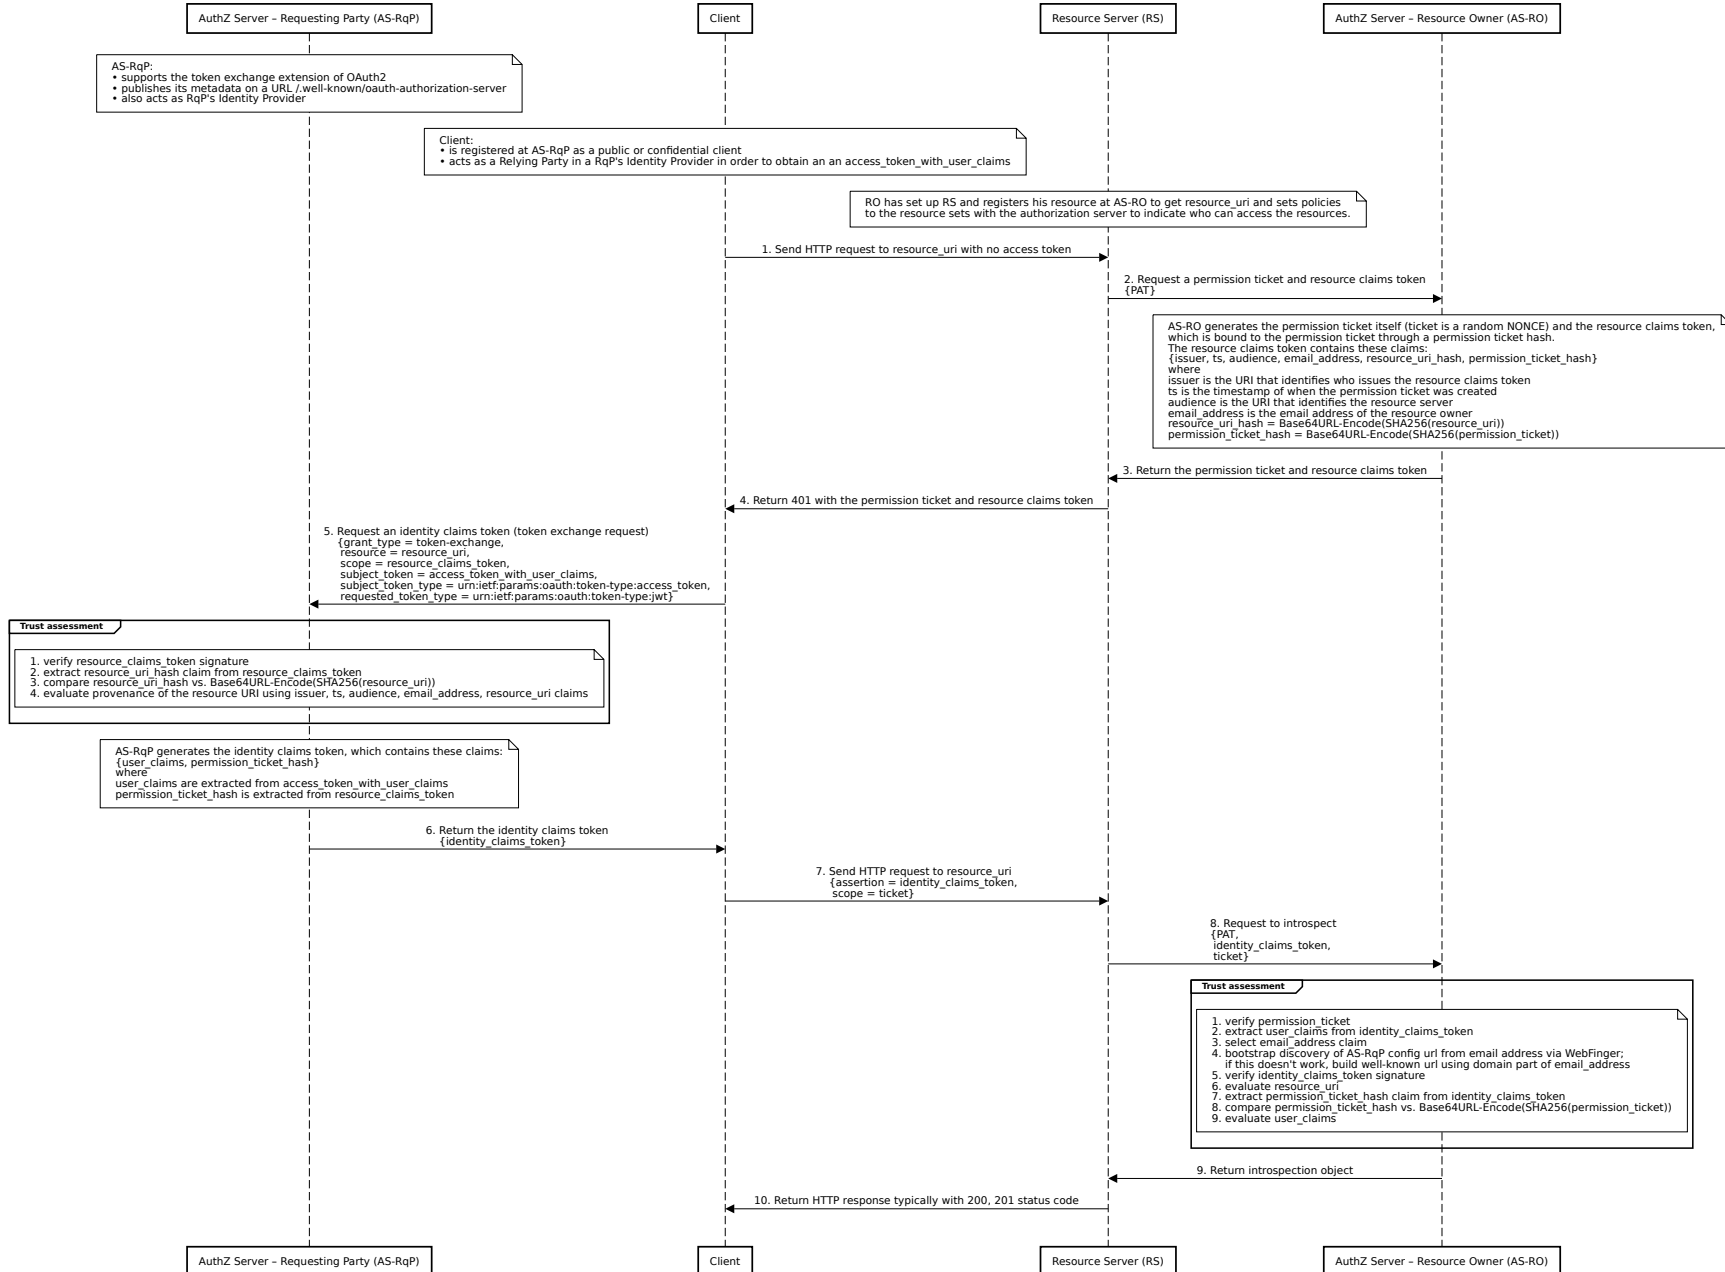 AuthZ Server – Requesting Party (AS-RqP)
Client
Resource Server (RS)
AuthZ Server – Resource Owner (AS-RO)
AS-RqP:
• supports the token exchange extension of OAuth2
• publishes its metadata on a URL /.well-known/oauth-authorization-server
• also acts as RqP's Identity Provider
Client:
• is registered at AS-RqP as a public or confidential client
• acts as a Relying Party in a RqP's Identity Provider in order to obtain an an access_token_with_user_claims
RO has set up RS and registers his resource at AS-RO to get resource_uri and sets policies
to the resource sets with the authorization server to indicate who can access the resources.
1. Send HTTP request to resource_uri with no access token
2. Request a permission ticket and resource claims token
{PAT}
AS-RO generates the permission ticket itself (ticket is a random NONCE) and the resource claims token,
which is bound to the permission ticket through a permission ticket hash.
The resource claims token contains these claims:
{issuer, ts, audience, email_address, resource_uri_hash, permission_ticket_hash}
where
issuer is the URI that identifies who issues the resource claims token
ts is the timestamp of when the permission ticket was created
audience is the URI that identifies the resource server
email_address is the email address of the resource owner
resource_uri_hash = Base64URL-Encode(SHA256(resource_uri))
permission_ticket_hash = Base64URL-Encode(SHA256(permission_ticket))
3. Return the permission ticket and resource claims token
4. Return 401 with the permission ticket and resource claims token
5. Request an identity claims token (token exchange request)
{grant_type = token-exchange,
resource = resource_uri,
scope = resource_claims_token,
subject_token = access_token_with_user_claims,
subject_token_type = urn:ietf:params:oauth:token-type:access_token,
requested_token_type = urn:ietf:params:oauth:token-type:jwt}
Trust assessment
1. verify resource_claims_token signature
2. extract resource_uri_hash claim from resource_claims_token
3. compare resource_uri_hash vs. Base64URL-Encode(SHA256(resource_uri))
4. evaluate provenance of the resource URI using issuer, ts, audience, email_address, resource_uri claims
AS-RqP generates the identity claims token, which contains these claims:
{user_claims, permission_ticket_hash}
where
user_claims are extracted from access_token_with_user_claims
permission_ticket_hash is extracted from resource_claims_token
6. Return the identity claims token
{identity_claims_token}
7. Send HTTP request to resource_uri
{assertion = identity_claims_token,
scope = ticket}
8. Request to introspect
{PAT,
identity_claims_token,
ticket}
Trust assessment
1. verify permission_ticket
2. extract user_claims from identity_claims_token
3. select email_address claim
4. bootstrap discovery of AS-RqP config url from email address via WebFinger;
if this doesn't work, build well-known url using domain part of email_address
5. verify identity_claims_token signature
6. evaluate resource_uri
7. extract permission_ticket_hash claim from identity_claims_token
8. compare permission_ticket_hash vs. Base64URL-Encode(SHA256(permission_ticket))
9. evaluate user_claims
9. Return introspection object
10. Return HTTP response typically with 200, 201 status code
AuthZ Server – Requesting Party (AS-RqP)
Client
Resource Server (RS)
AuthZ Server – Resource Owner (AS-RO)